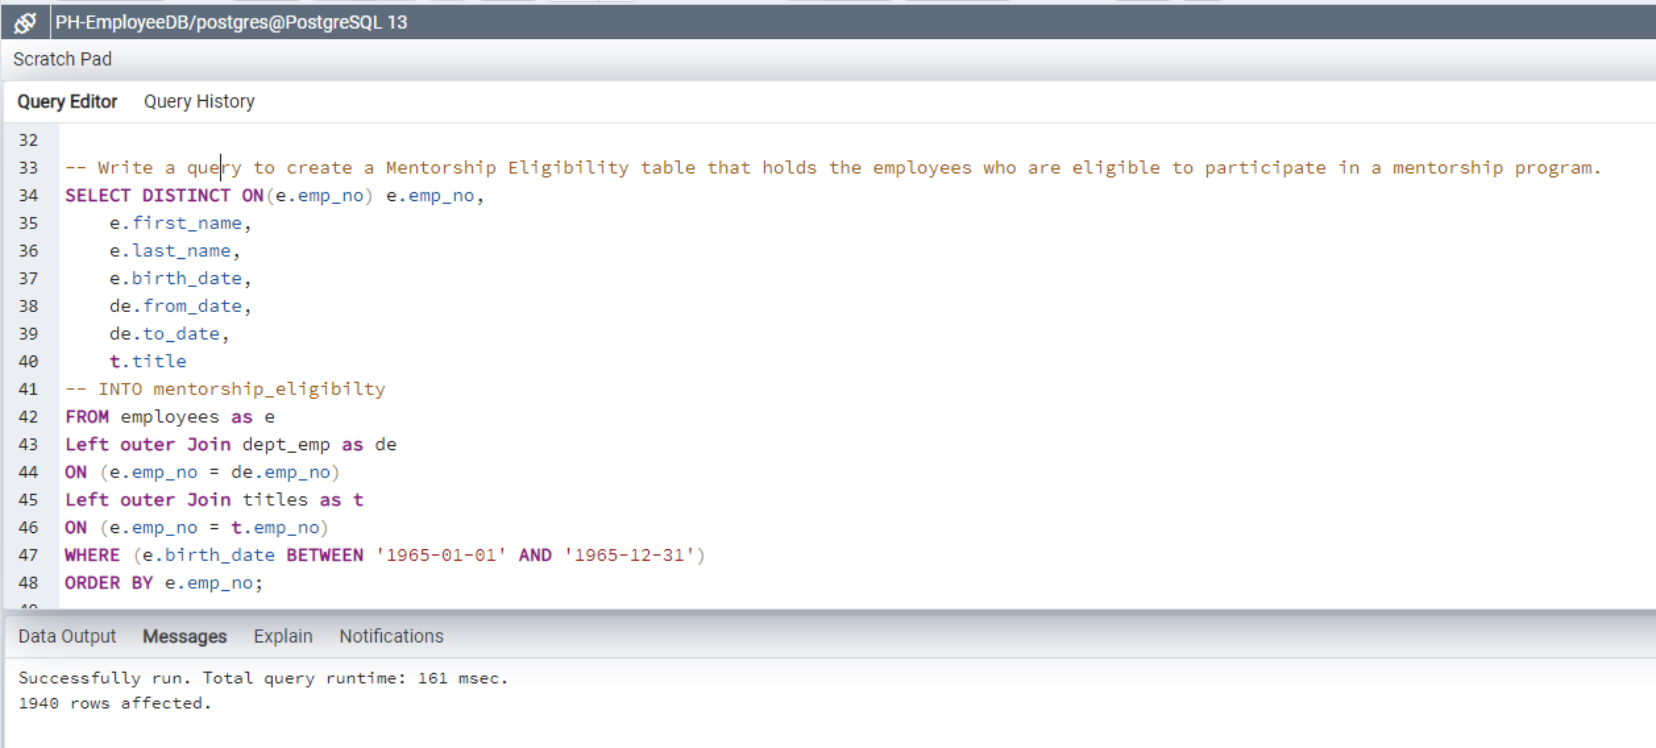 PH-EmployeeDB/postgres@PostgreSQL 13
Scratch Pad
Query Editor Query History
32
33 -- Write a query to create a Mentorship Eligibility table that holds the employees who are eligible to participate in a mentorship program.
34 SELECT DISTINCT ON(e.emp_no) e.emp_no,
35 e.first_name,
36 e.last_name,
37 e.birth_date,
38 de.from_date,
39 de.to_date,
40 t.title
41 -- INTO mentorship_eligibilty
42 FROM employees as e
43 Left outer Join dept_emp as de
44 ON (e.emp_no = de.emp_no)
45 Left outer Join titles as t
46 ON (e.emp_no = t.emp_no)
47 WHERE (e.birth_date BETWEEN '1965-01-01' AND '1965-12-31')
48 ORDER BY e.emp_no;
Data Output Messages Explain Notifications
Successfully run. Total query runtime: 161 msec.
1940 rows affected.